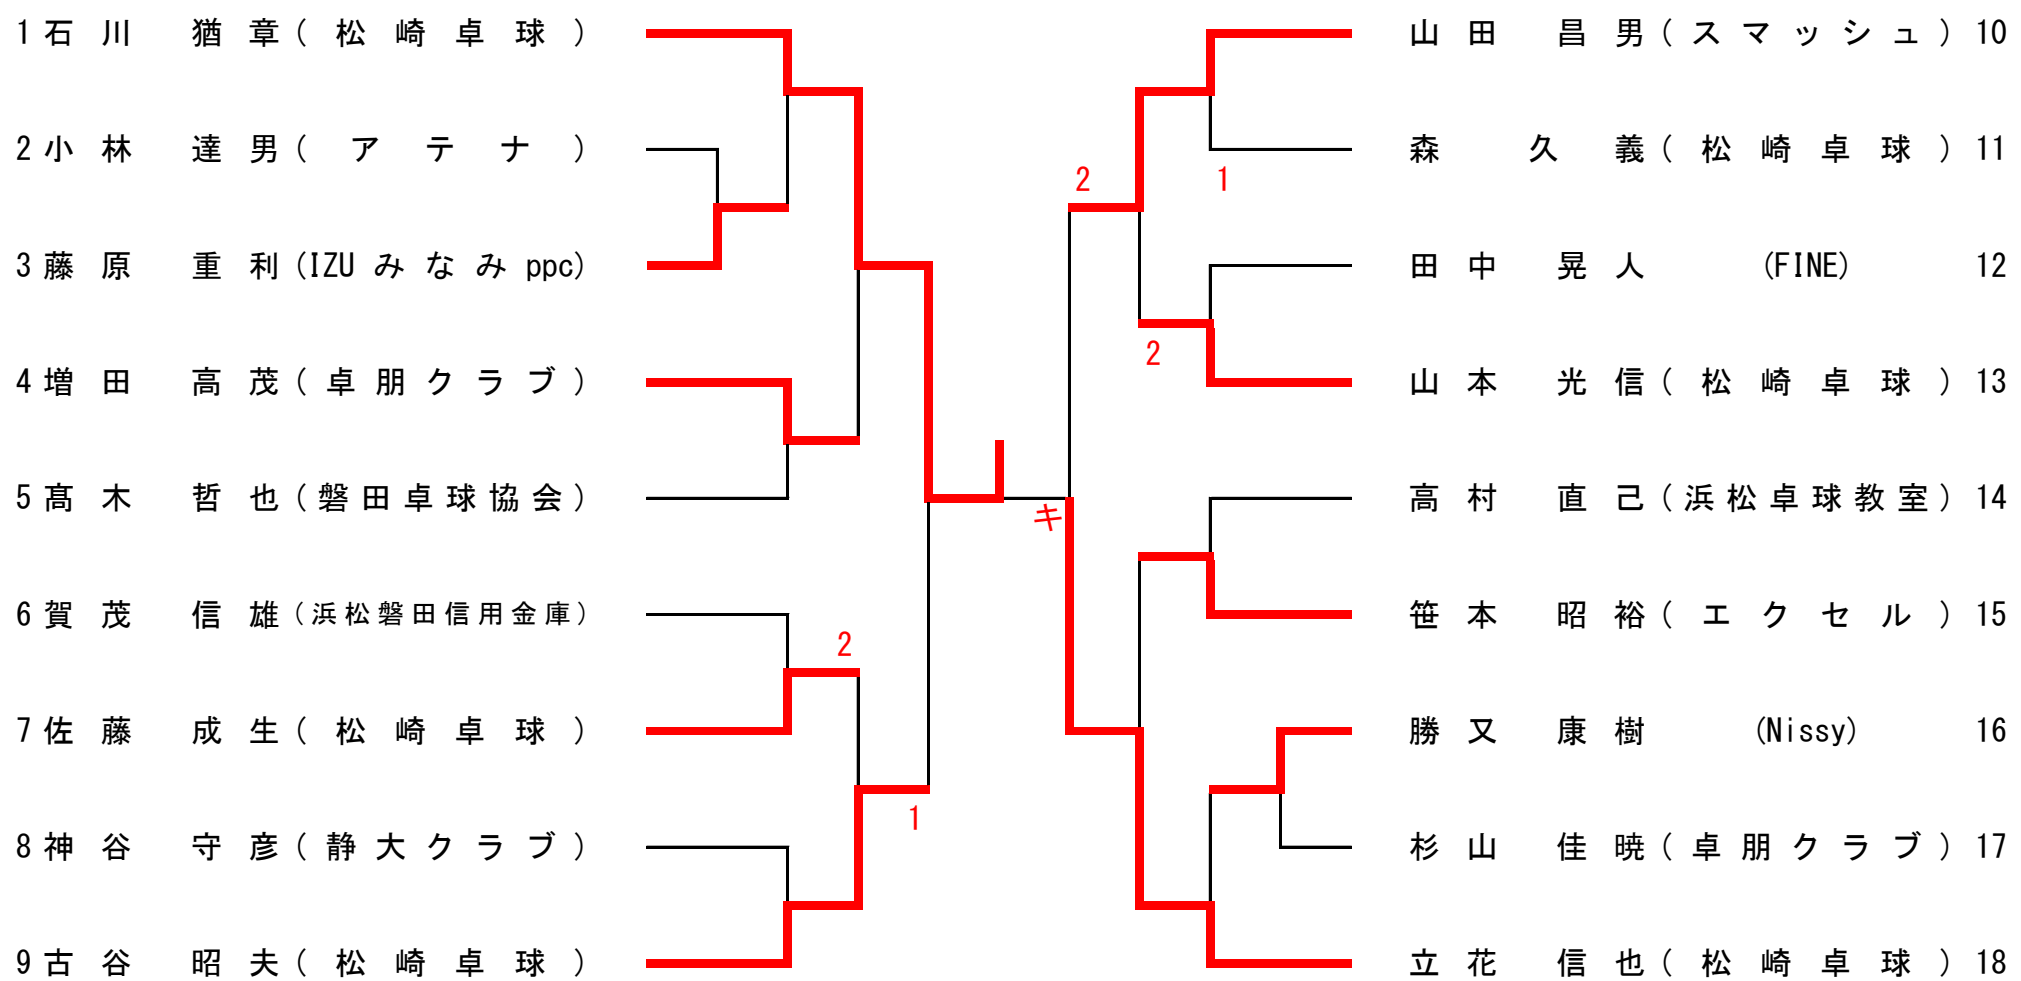 1 石川 猶章 (松崎卓球)
2 小林 達男 (アテナ)
3 藤原 重利 (IZUみなみppc)
4 増田 高茂 (卓朋クラブ)
5 髙木 哲也 (磐田卓球協会)
6 賀茂 信雄 (浜松磐田信用金庫)
2
7 佐藤 成生 (松崎卓球)
1
8 神谷 守彦 (静大クラブ)
9 古谷 昭夫 (松崎卓球)
キ
山田 昌男 (スマッシュ) 10
森 久義 (松崎卓球) 11
2
1
田中 晃人 (FINE) 12
2
山本 光信 (松崎卓球) 13
高村 直己 (浜松卓球教室) 14
笹本 昭裕 (エクセル) 15
勝又 康樹 (Nissy) 16
杉山 佳暁 (卓朋クラブ) 17
立花 信也 (松崎卓球) 18